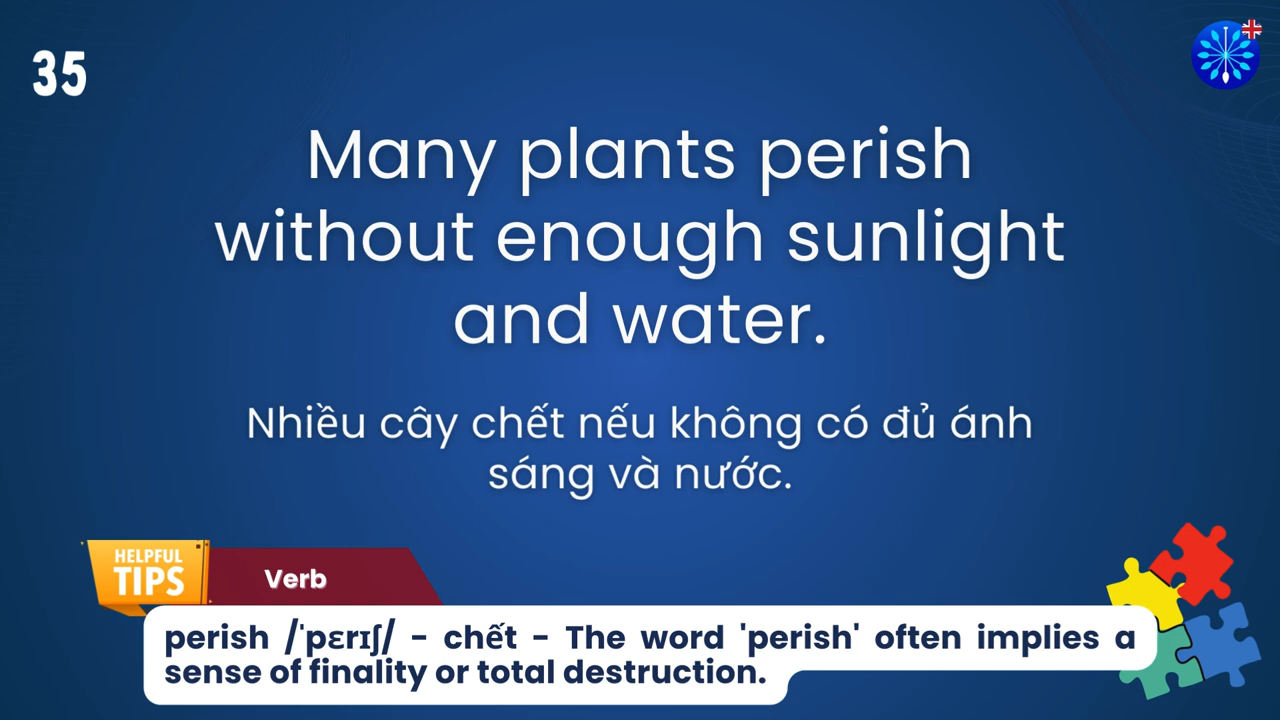 35
Many plants perish
without enough sunlight
and water.
Nhiều cây chết nếu không có đủ ánh
sáng và nước.
HELPFUL
TIPS
Verb
perish /ˈpɛrɪʃ/ - chết - The word 'perish' often implies a
sense of finality or total destruction.